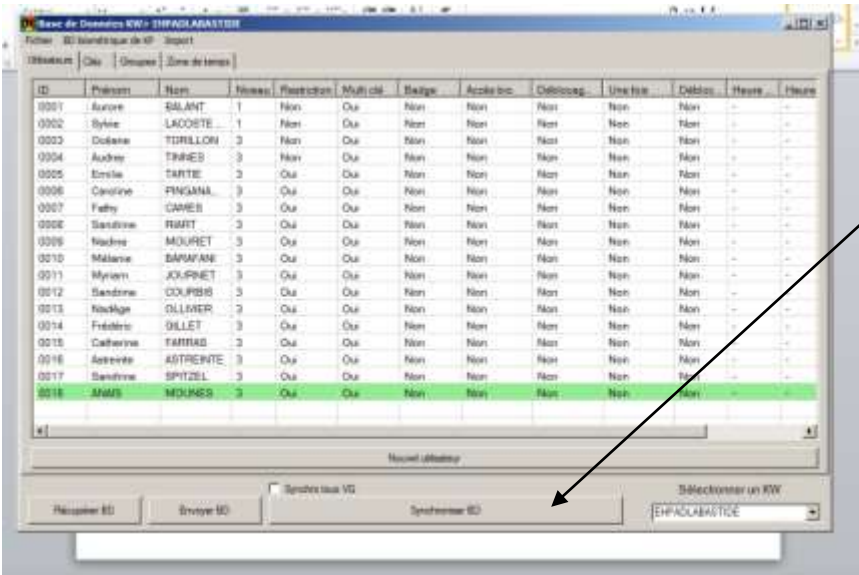 Base de Données KW> EHPADLABASTIDE
Fichier BD biométrique de KP Import
Utilisateurs Clés Groupes Zone de temps
ID Prénom Nom Niveau Restriction Multi clé Badge Accès bio. Déblocag... Une fois Débloc... Heure ... Heure
0001 Aurore BALANT 1 Non Oui Non Non Non Non Non - -
0002 Sylvie LACOSTE... 1 Non Oui Non Non Non Non Non - -
0003 Océane TORILLON 3 Non Oui Non Non Non Non Non - -
0004 Audrey TINNES 3 Non Oui Non Non Non Non Non - -
0005 Emilie TARTIE 3 Oui Oui Non Non Non Non Non - -
0006 Caroline PINGANA... 3 Oui Oui Non Non Non Non Non - -
0007 Fathy CAMES 3 Oui Oui Non Non Non Non Non - -
0008 Sandrine 3 Oui Oui Non Non Non Non Non - -
0009 Nadine MOURET 3 Oui Oui Non Non Non Non Non - -
0010 Mélanie 3 Oui Oui Non Non Non Non Non - -
0011 Myriam JOURNET 3 Oui Oui Non Non Non Non Non - -
0012 Sandrine COURBIS 3 Oui Oui Non Non Non Non Non - -
0013 Nadège OLLIVIER 3 Oui Oui Non Non Non Non Non - -
0014 Frédéric GILLET 3 Oui Oui Non Non Non Non Non - -
0015 Catherine FARRAS 3 Oui Oui Non Non Non Non Non - -
0016 Astreinte ASTREINTE 3 Oui Oui Non Non Non Non Non - -
0017 Sandrine SPITZEL 3 Oui Oui Non Non Non Non Non - -
0018 ANAIS MOUNES 3 Oui Oui Non Non Non Non Non - -
Nouvel utilisateur
Synchro tous VG
Sélectionner un KW
Récupérer BD Envoyer BD Synchroniser BD EHPADLABASTIDE